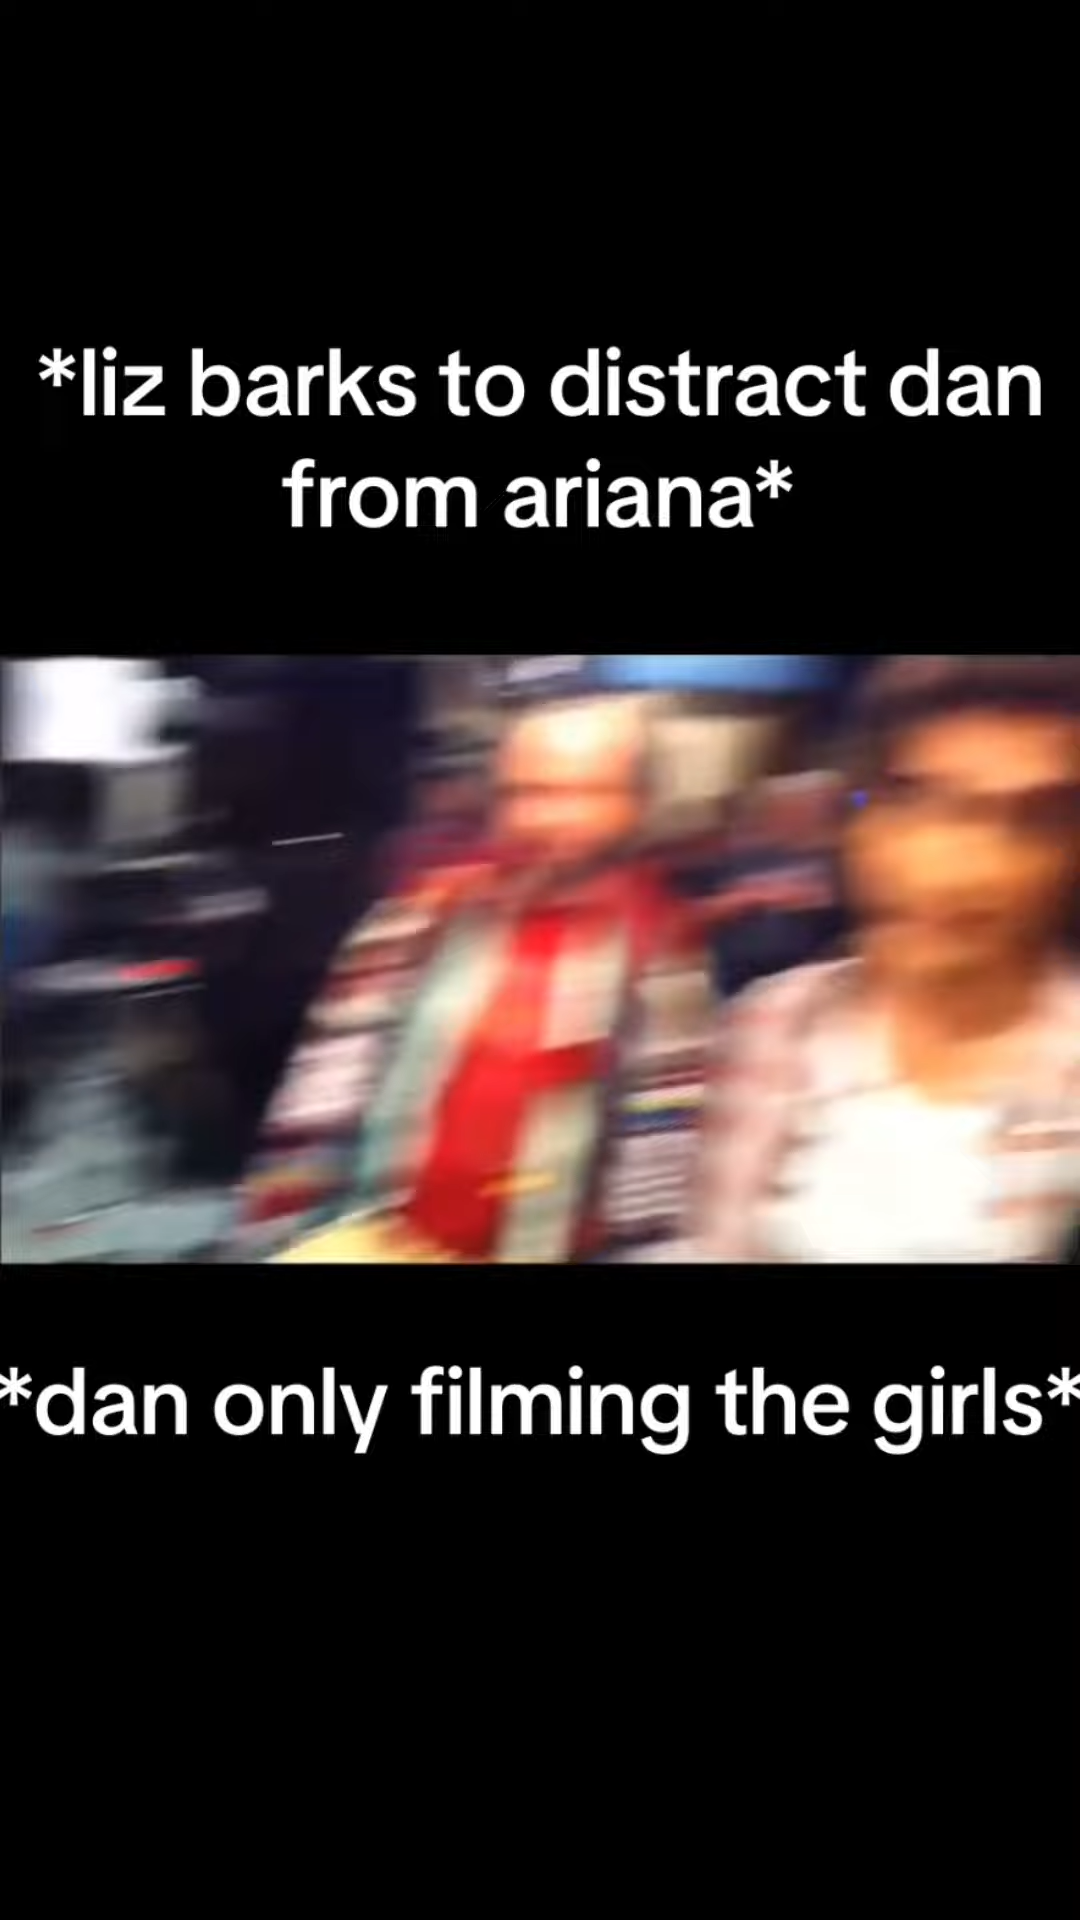 *liz barks to distract dan
from ariana*
*dan only filming the girls*